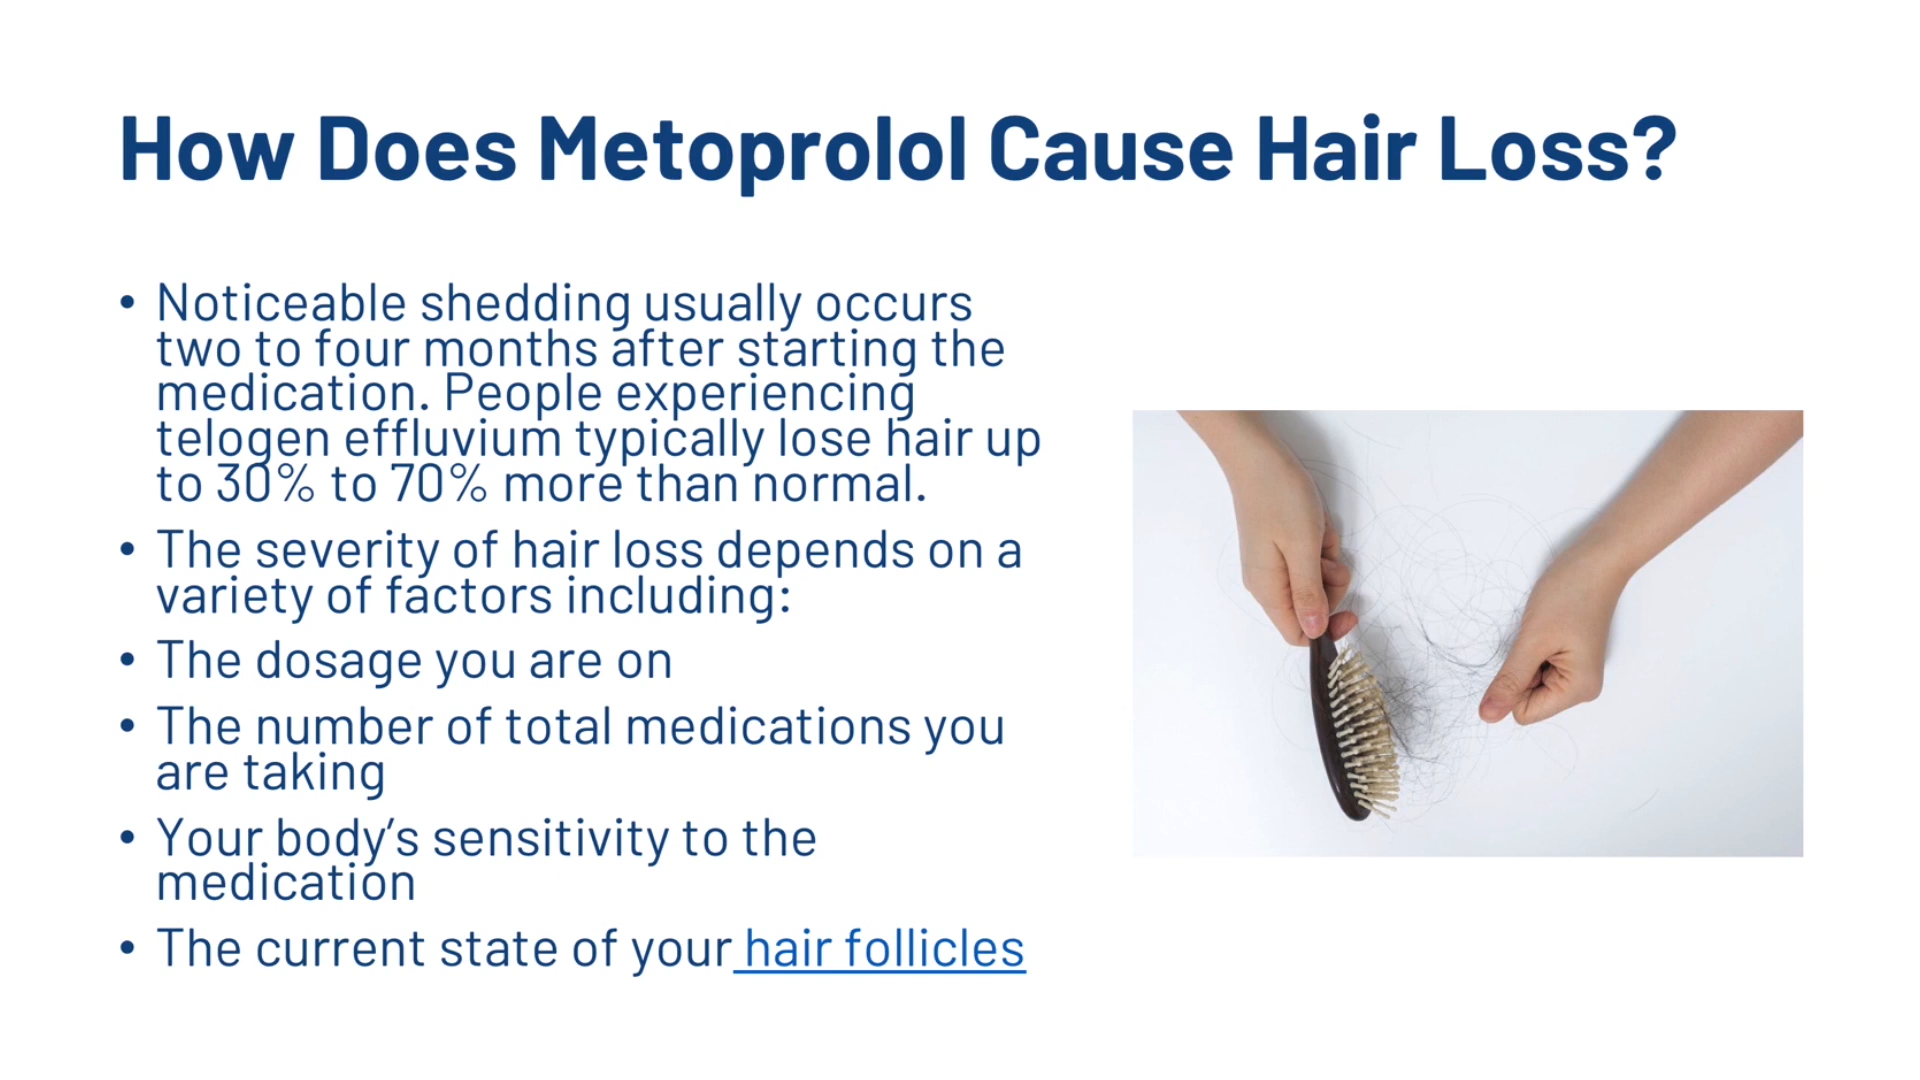 How Does Metoprolol Cause Hair Loss?
• Noticeable shedding usually occurs
two to four months after starting the
medication. People experiencing
telogen effluvium typically lose hair up
to 30% to 70% more than normal.
• The severity of hair loss depends on a
variety of factors including:
• The dosage you are on
• The number of total medications you
are taking
• Your body’s sensitivity to the
medication
• The current state of your hair follicles